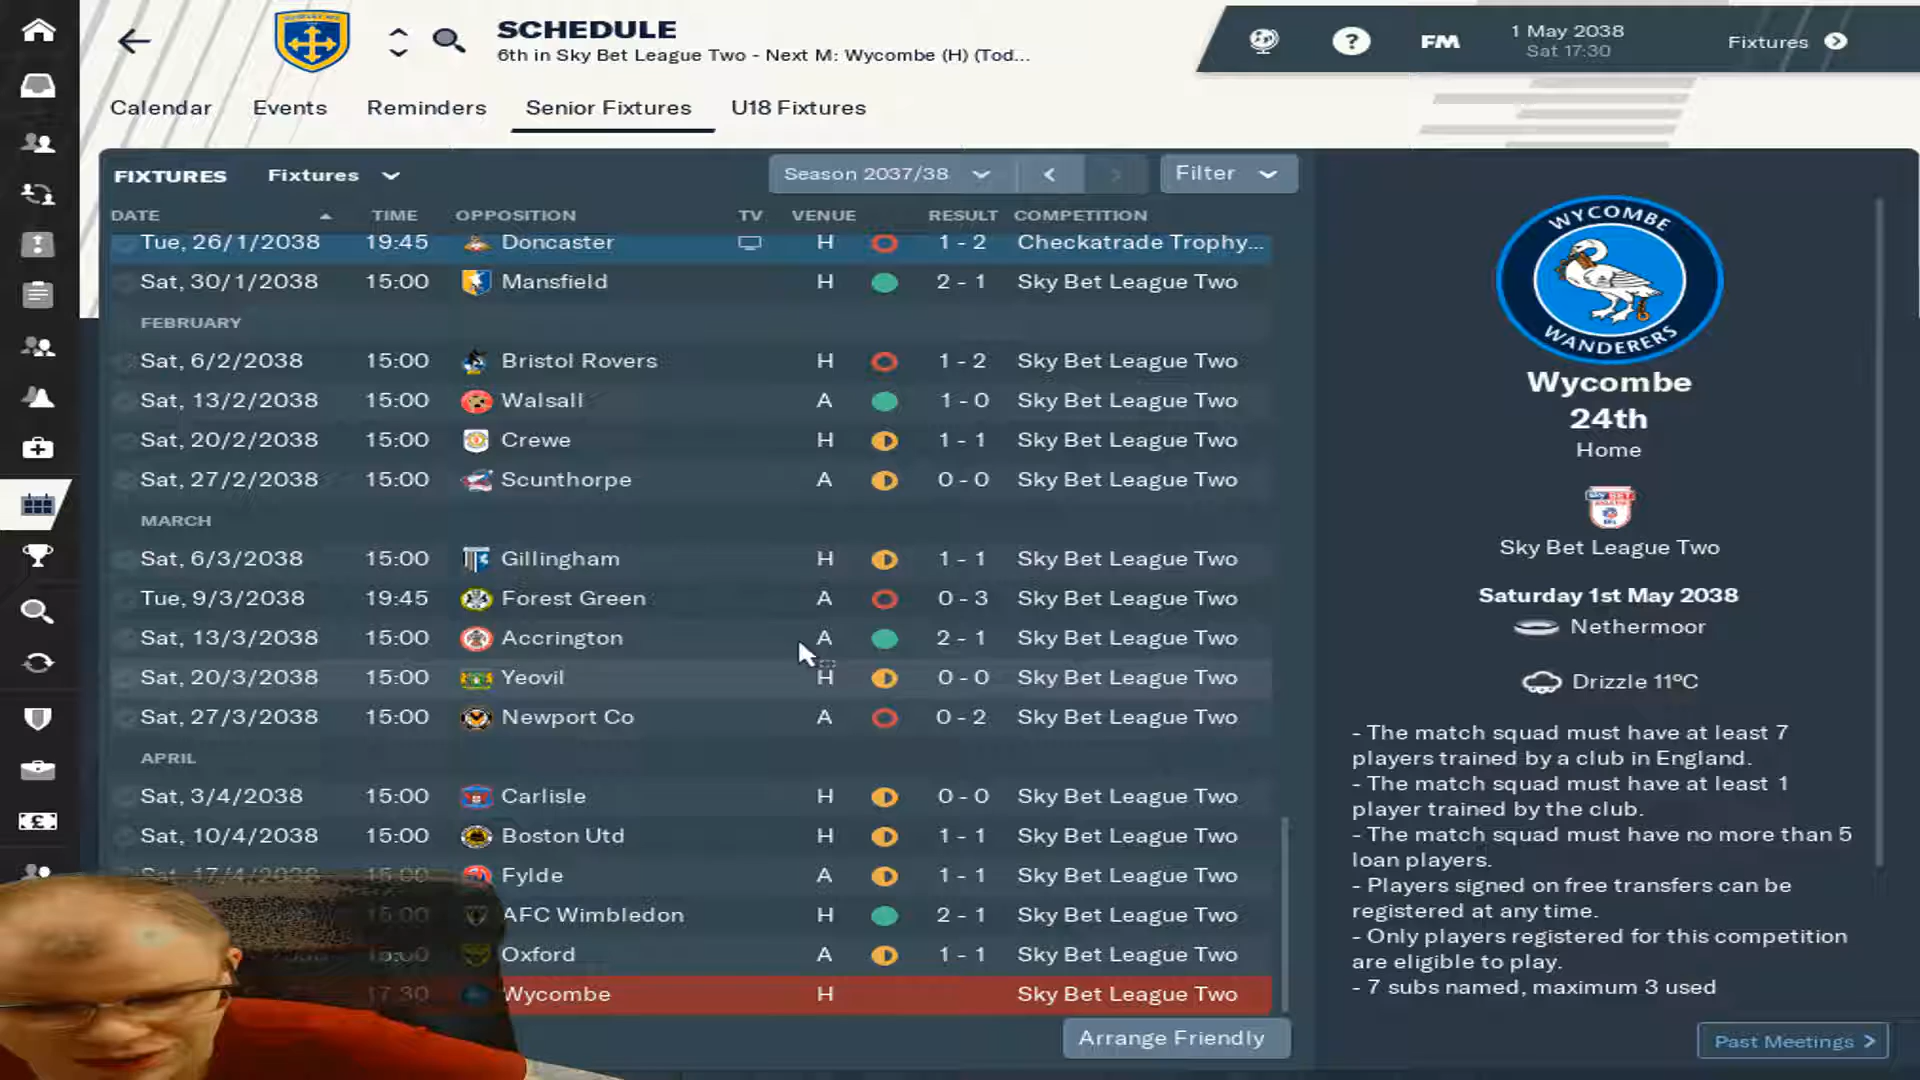 SCHEDULE
6th in Sky Bet League Two - Next M: Wycombe (H) (Tod...
FM
1 May 2038
Sat 17:30
Fixtures
Calendar Events Reminders Senior Fixtures U18 Fixtures
FIXTURES Fixtures Season 2037/38 Filter
DATE TIME OPPOSITION TV VENUE RESULT COMPETITION
Tue, 26/1/2038 19:45 Doncaster H 1 - 2 Checkatrade Trophy...
Sat, 30/1/2038 15:00 Mansfield H 2 - 1 Sky Bet League Two
FEBRUARY
Sat, 6/2/2038 15:00 Bristol Rovers H 1 - 2 Sky Bet League Two
Sat, 13/2/2038 15:00 Walsall A 1 - 0 Sky Bet League Two
Sat, 20/2/2038 15:00 Crewe H 1 - 1 Sky Bet League Two
Sat, 27/2/2038 15:00 Scunthorpe A 0 - 0 Sky Bet League Two
MARCH
Sat, 6/3/2038 15:00 Gillingham H 1 - 1 Sky Bet League Two
Tue, 9/3/2038 19:45 Forest Green A 0 - 3 Sky Bet League Two
Sat, 13/3/2038 15:00 Accrington A 2 - 1 Sky Bet League Two
Sat, 20/3/2038 15:00 Yeovil H 0 - 0 Sky Bet League Two
Sat, 27/3/2038 15:00 Newport Co A 0 - 2 Sky Bet League Two
APRIL
Sat, 3/4/2038 15:00 Carlisle H 0 - 0 Sky Bet League Two
Sat, 10/4/2038 15:00 Boston Utd H 1 - 1 Sky Bet League Two
Sat, 17/4/2038 15:00 Fylde A 1 - 1 Sky Bet League Two
15:00 AFC Wimbledon H 2 - 1 Sky Bet League Two
15:00 Oxford A 1 - 1 Sky Bet League Two
17:30 Wycombe H Sky Bet League Two
Arrange Friendly
WYCOMBE
WANDERERS
Wycombe
24th
Home
SKY BET
Sky Bet League Two
Saturday 1st May 2038
Nethermoor
Drizzle 11ºC
- The match squad must have at least 7
players trained by a club in England.
- The match squad must have at least 1
player trained by the club.
- The match squad must have no more than 5
loan players.
- Players signed on free transfers can be
registered at any time.
- Only players registered for this competition
are eligible to play.
- 7 subs named, maximum 3 used
Past Meetings >